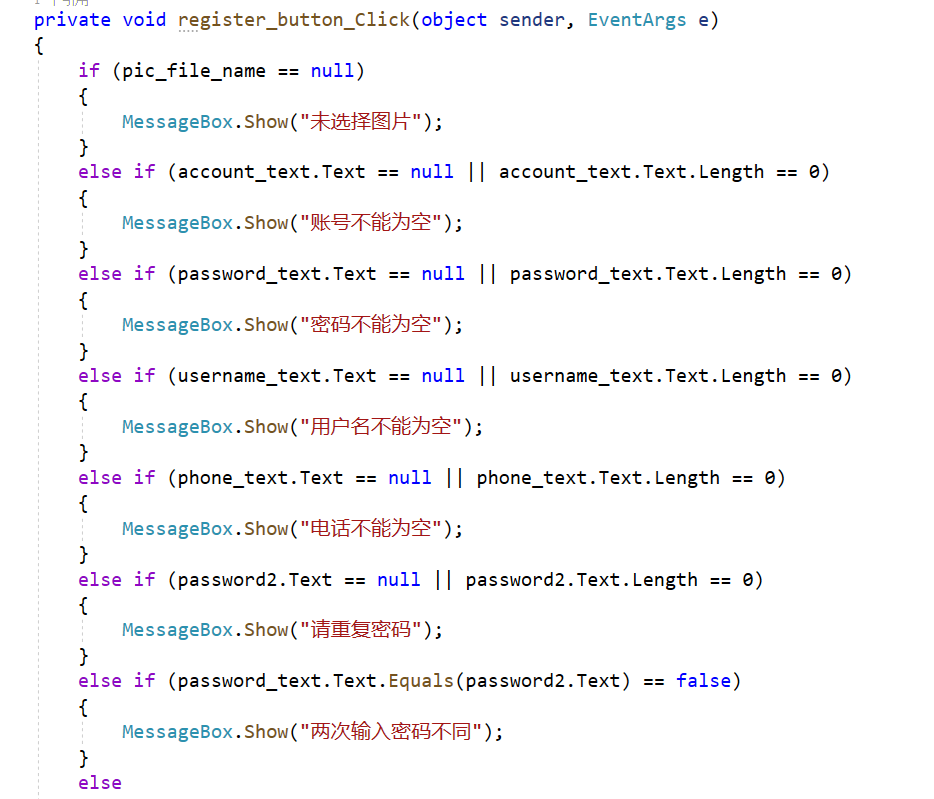 private void register_button_Click(object sender, EventArgs e)
{
if (pic_file_name == null)
{
MessageBox.Show("未选择图片");
}
else if (account_text.Text == null || account_text.Text.Length == 0)
{
MessageBox.Show("账号不能为空");
}
else if (password_text.Text == null || password_text.Text.Length == 0)
{
MessageBox.Show("密码不能为空");
}
else if (username_text.Text == null || username_text.Text.Length == 0)
{
MessageBox.Show("用户名不能为空");
}
else if (phone_text.Text == null || phone_text.Text.Length == 0)
{
MessageBox.Show("电话不能为空");
}
else if (password2.Text == null || password2.Text.Length == 0)
{
MessageBox.Show("请重复密码");
}
else if (password_text.Text.Equals(password2.Text) == false)
{
MessageBox.Show("两次输入密码不同");
}
else